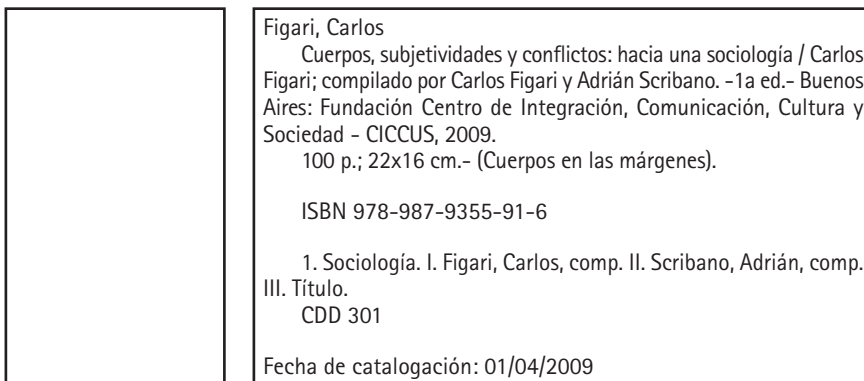 Figari, Carlos
Cuerpos, subjetividades y conflictos: hacia una sociología / Carlos
Figari; compilado por Carlos Figari y Adrián Scribano. -1a ed.- Buenos
Aires: Fundación Centro de Integración, Comunicación, Cultura y
Sociedad - CICCUS, 2009.
100 p.; 22x16 cm.- (Cuerpos en las márgenes).
ISBN 978-987-9355-91-6
1. Sociología. I. Figari, Carlos, comp. II. Scribano, Adrián, comp.
III. Título.
CDD 301
Fecha de catalogación: 01/04/2009